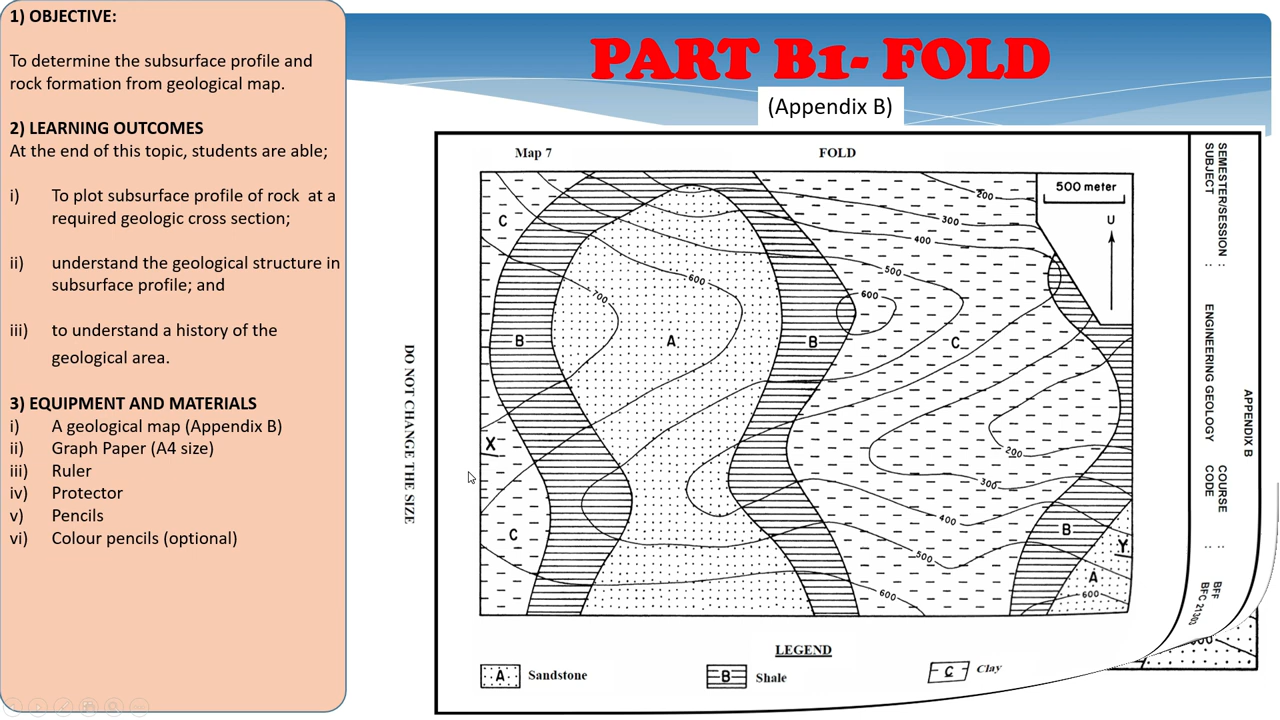 1) OBJECTIVE:
To determine the subsurface profile and
rock formation from geological map.
2) LEARNING OUTCOMES
At the end of this topic, students are able;
i) To plot subsurface profile of rock at a
required geologic cross section;
ii) understand the geological structure in
subsurface profile; and
iii) to understand a history of the
geological area.
3) EQUIPMENT AND MATERIALS
i) A geological map (Appendix B)
ii) Graph Paper (A4 size)
iii) Ruler
iv) Protector
v) Pencils
vi) Colour pencils (optional)
PART B1- FOLD
(Appendix B)
Map 7
FOLD
DO NOT CHANGE THE SIZE
500 meter
U
200
300
400
500
600
600
700
C
B
A
B
C
X
C
200
300
400
500
600
B
Y
A
600
LEGEND
A Sandstone
B Shale
C Clay
SEMESTER/SESSION :
SUBJECT :
ENGINEERING GEOLOGY
COURSE :
CODE :
BFF
BFC 21303
APPENDIX B